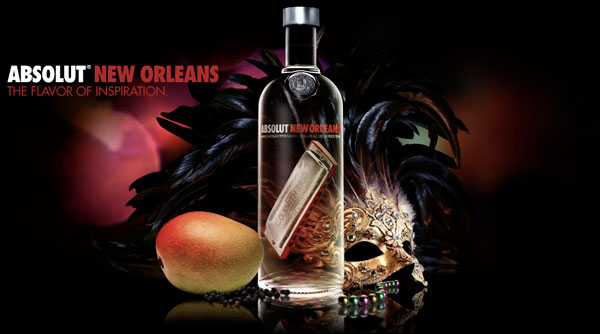 ABSOLUT® NEW ORLEANS
THE FLAVOR OF INSPIRATION.
ABSOLUT NEW ORLEANS